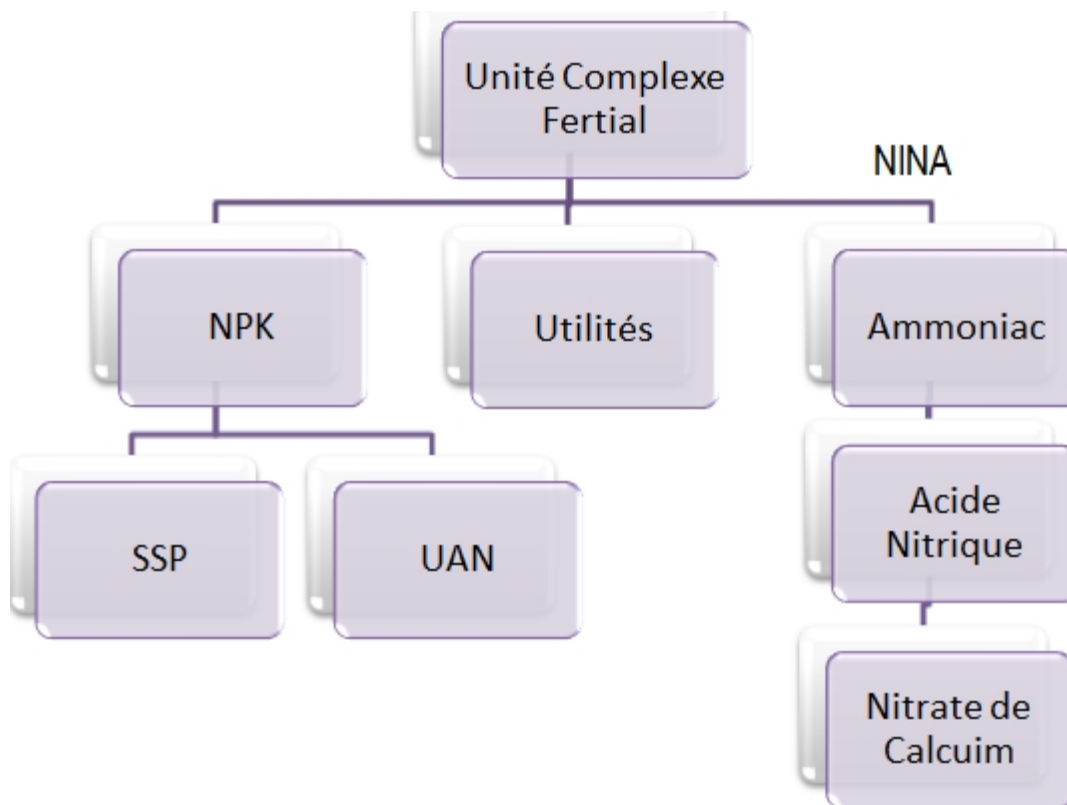 Unité Complexe
Fertial
NINA
NPK
Utilités
Ammoniac
SSP
UAN
Acide
Nitrique
Nitrate de
Calcuim